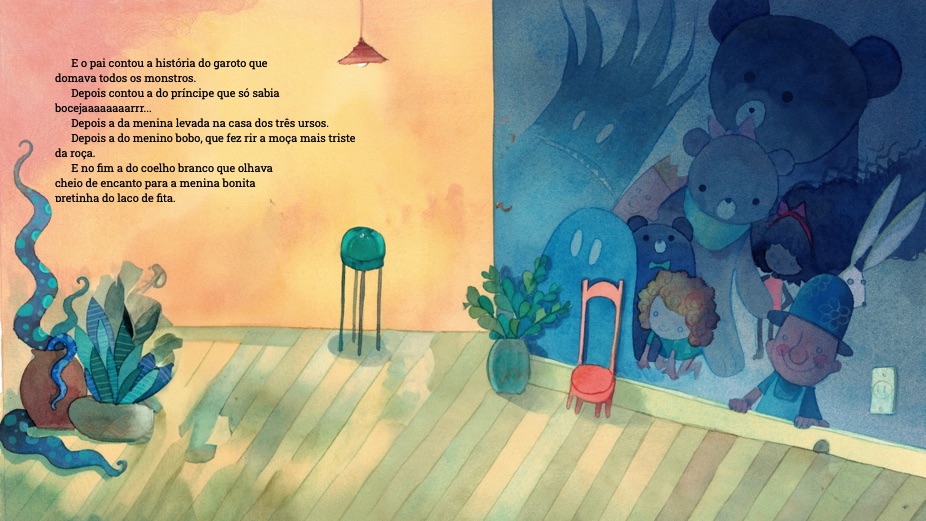 E o pai contou a história do garoto que
domava todos os monstros.
Depois contou a do príncipe que só sabia
bocejaaaaaaaarrr...
Depois a da menina levada na casa dos três ursos.
Depois a do menino bobo, que fez rir a moça mais triste
da roça.
E no fim a do coelho branco que olhava
cheio de encanto para a menina bonita
pretinha do laço de fita.